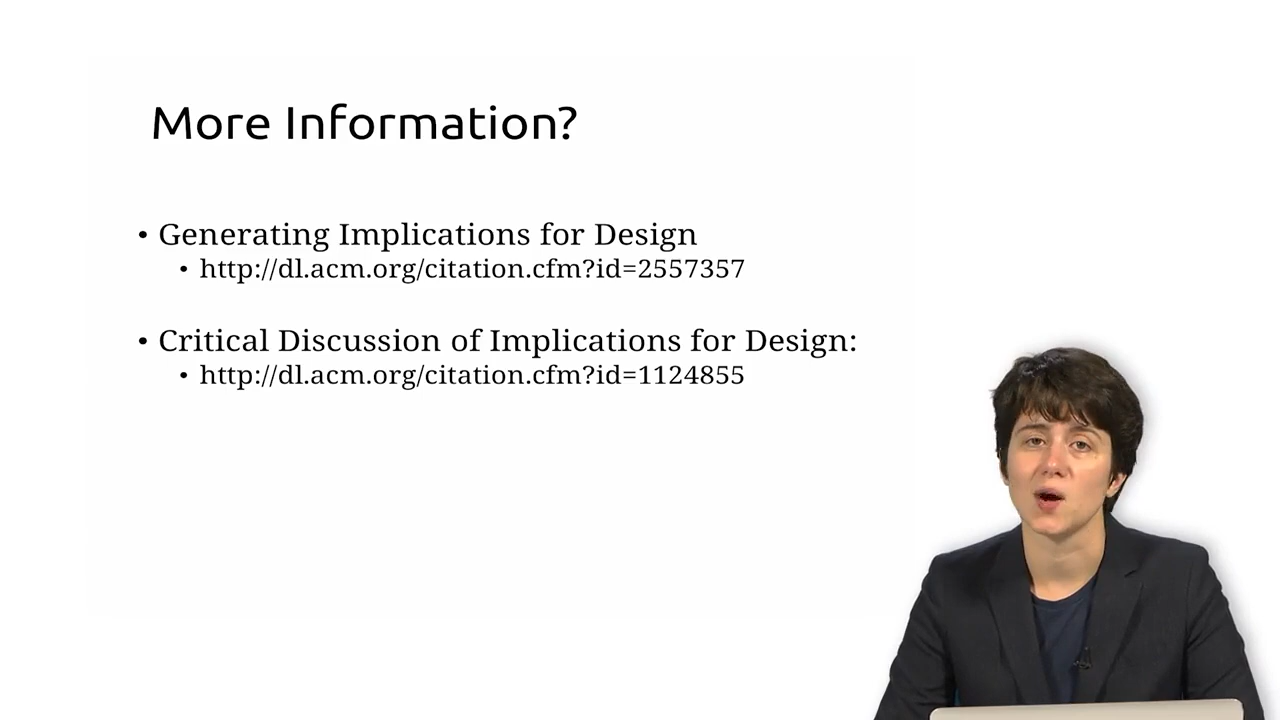 More Information?
• Generating Implications for Design
• http://dl.acm.org/citation.cfm?id=2557357
• Critical Discussion of Implications for Design:
• http://dl.acm.org/citation.cfm?id=1124855